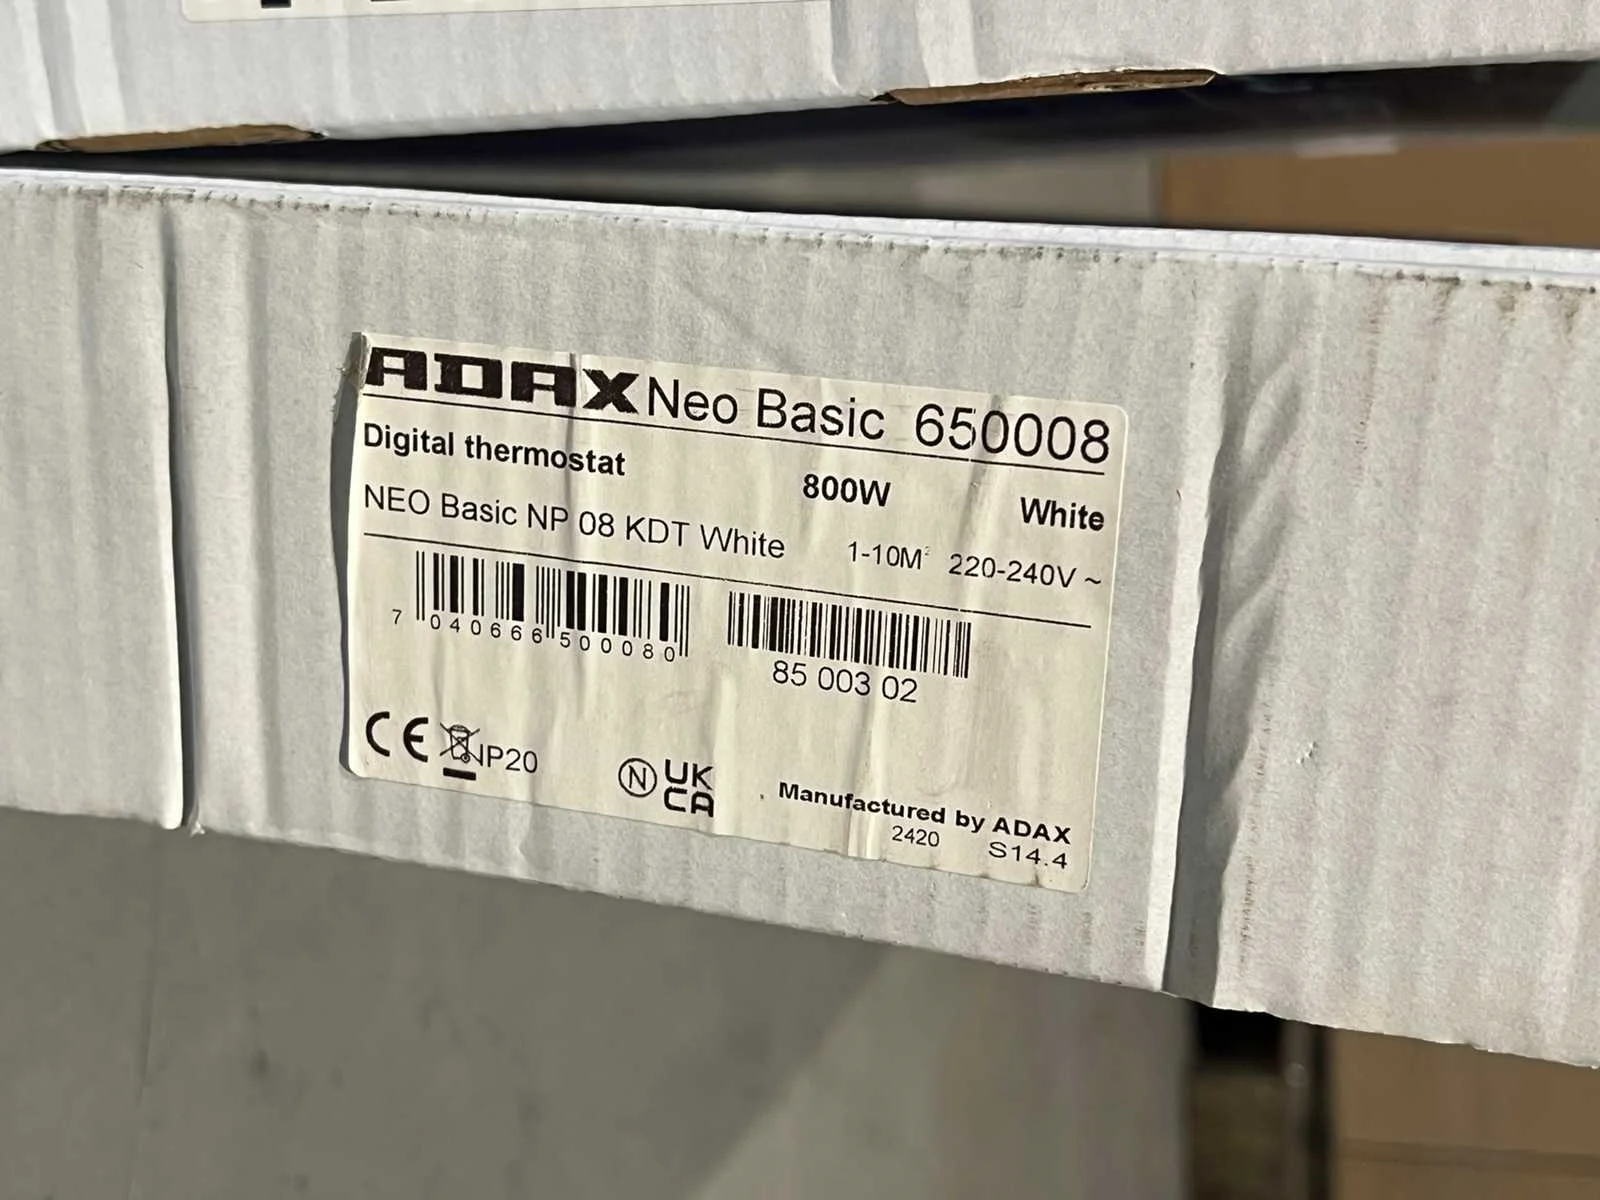 ADAX Neo Basic 650008
Digital thermostat 800W White
NEO Basic NP 08 KDT White 1-10M² 220-240V ~
7 040666 500080
85 003 02
CE IP20 N UK CA
Manufactured by ADAX
2420 S14.4